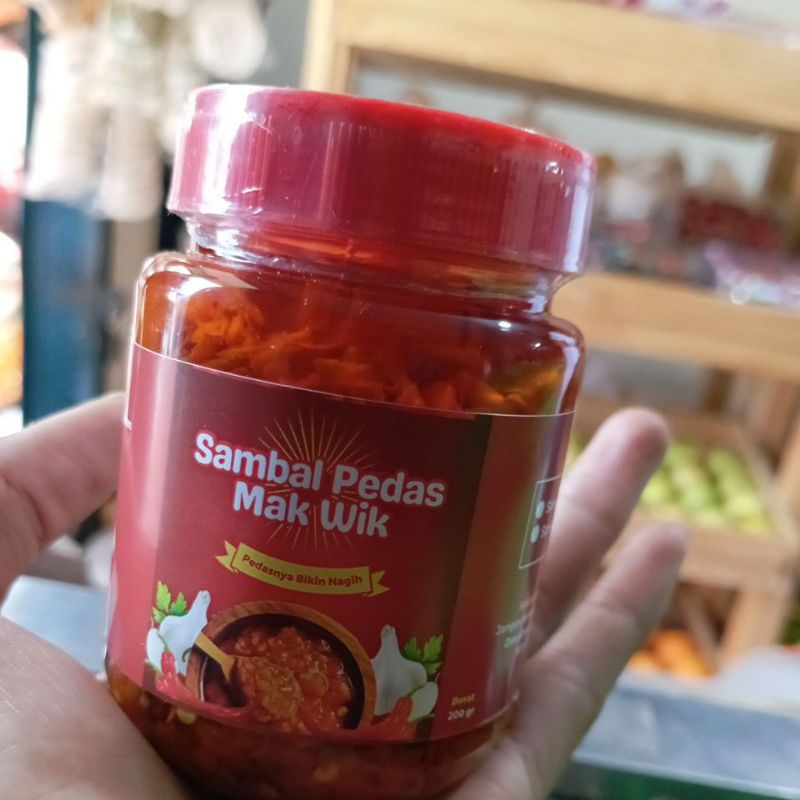 Sambal Pedas
Mak Wik
Pedasnya Bikin Nagih
Berat
200 gr